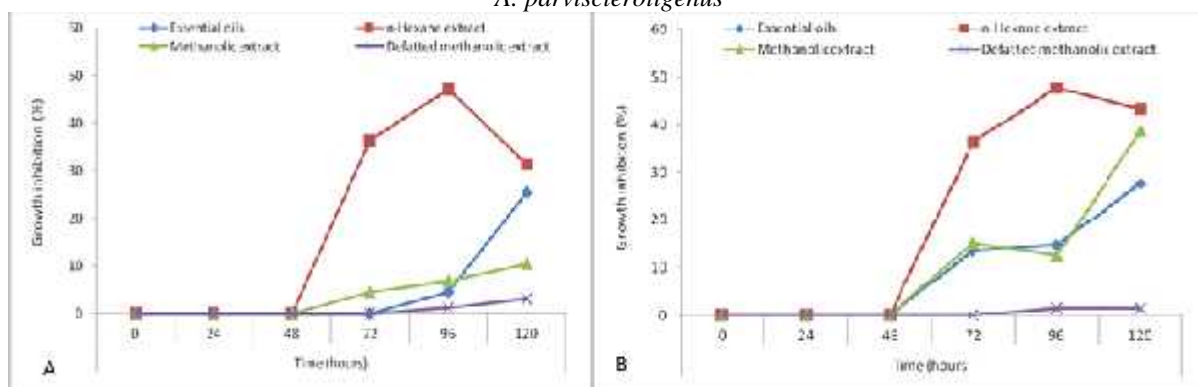 A. parvisclerotigenus
Essential oils
n-Hexane extract
Methanolic extract
Defatted methanolic extract
60
50
40
30
20
10
0
Growth inhibition (%)
0 24 48 72 96 120
Time (hours)
A
Essential oils
n-Hexane extract
Methanolic extract
Defatted methanolic extract
60
50
40
30
20
10
0
Growth inhibition (%)
0 24 48 72 96 120
Time (hours)
B